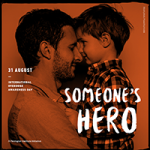 31 AUGUST
INTERNATIONAL
OVERDOSE
AWARENESS DAY
SOMEONE'S
HERO